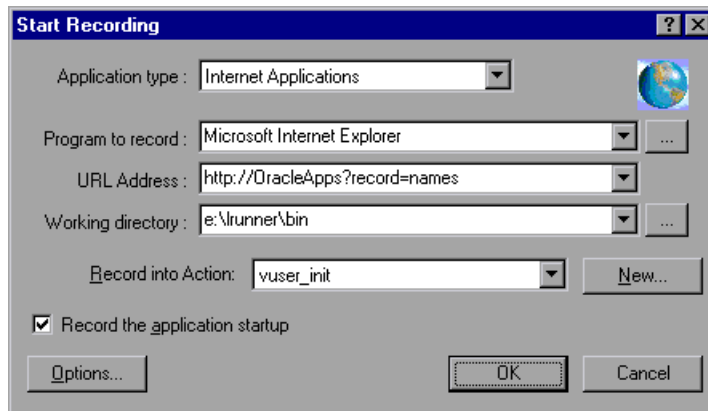 Start Recording
Application type : Internet Applications
Program to record : Microsoft Internet Explorer ...
URL Address : http://OracleApps?record=names
Working directory : e:\lrunner\bin ...
Record into Action: vuser_init New...
Record the application startup
Options... OK Cancel